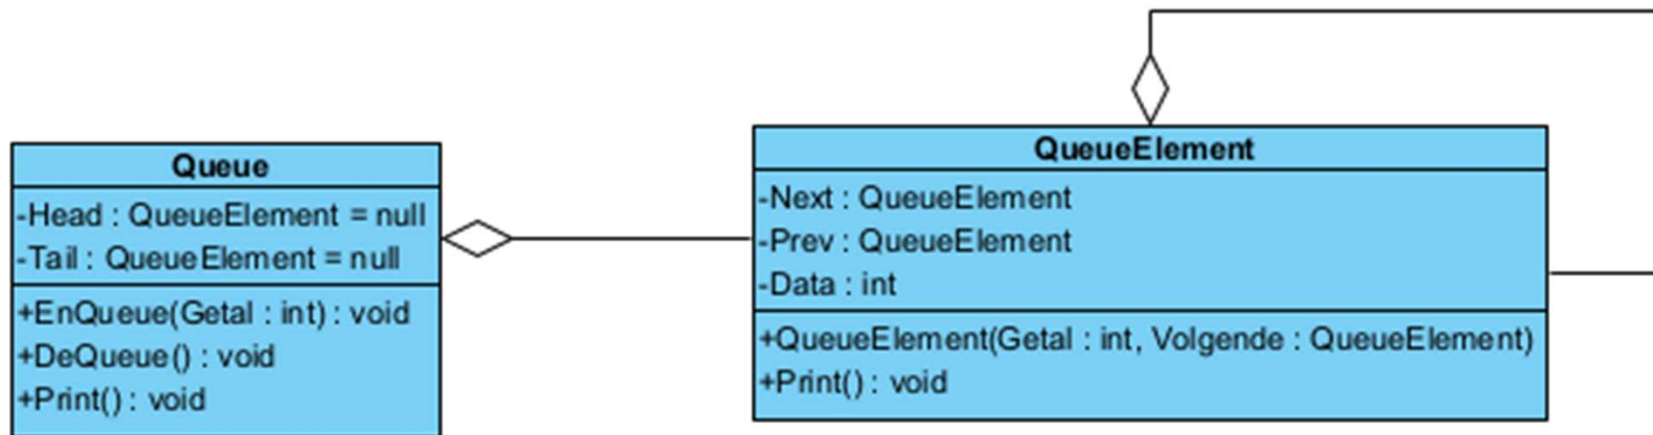 Queue
-Head : QueueElement = null
-Tail : QueueElement = null
+EnQueue(Getal : int) : void
+DeQueue() : void
+Print() : void
QueueElement
-Next : QueueElement
-Prev : QueueElement
-Data : int
+QueueElement(Getal : int, Volgende : QueueElement)
+Print() : void